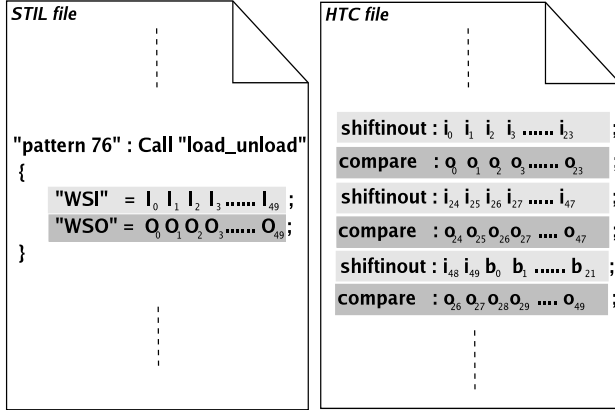 STIL file
"pattern 76" : Call "load_unload"
{
"WSI" = I₀ I₁ I₂ I₃ ...... I₄₉ ;
"WSO" = O₀ O₁ O₂ O₃ ...... O₄₉ ;
}
HTC file
shiftinout : i₀ i₁ i₂ i₃ ...... i₂₃ ;
compare : o₀ o₁ o₂ o₃ ...... o₂₃ ;
shiftinout : i₂₄ i₂₅ i₂₆ i₂₇ ...... i₄₇ ;
compare : o₂₄ o₂₅ o₂₆ o₂₇ .... o₄₇ ;
shiftinout : i₄₈ i₄₉ b₀ b₁ ...... b₂₁ ;
compare : o₂₆ o₂₇ o₂₈ o₂₉ .... o₄₉ ;